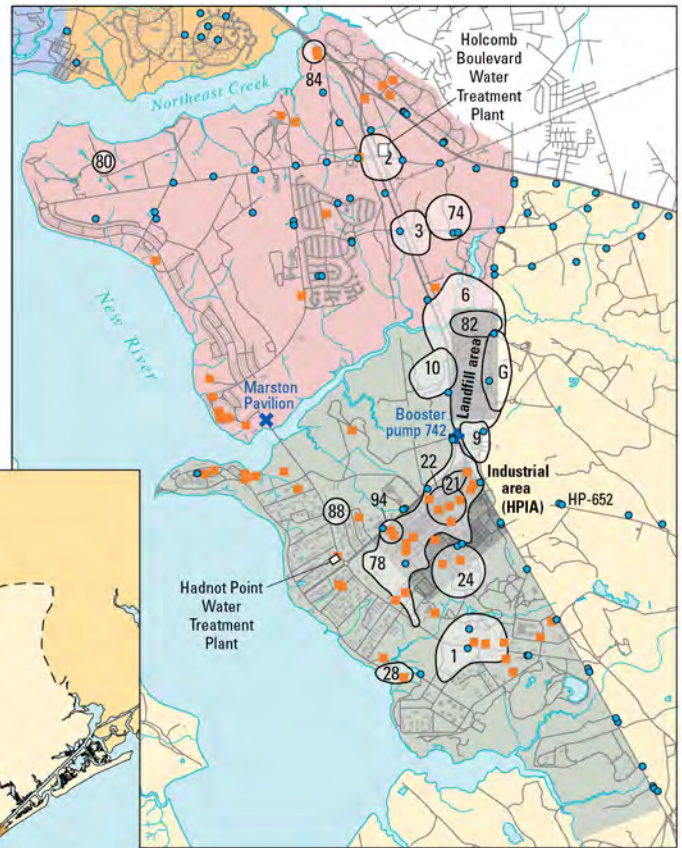 Holcomb
Boulevard
Water
Treatment
Plant
84
Northeast Creek
80
2
74
3
New River
6
82
Landfill area
10
G
Marston
Pavilion
Booster
pump 742
9
22
21
Industrial
area
(HPIA)
HP-652
94
88
78
24
Hadnot Point
Water
Treatment
Plant
1
28